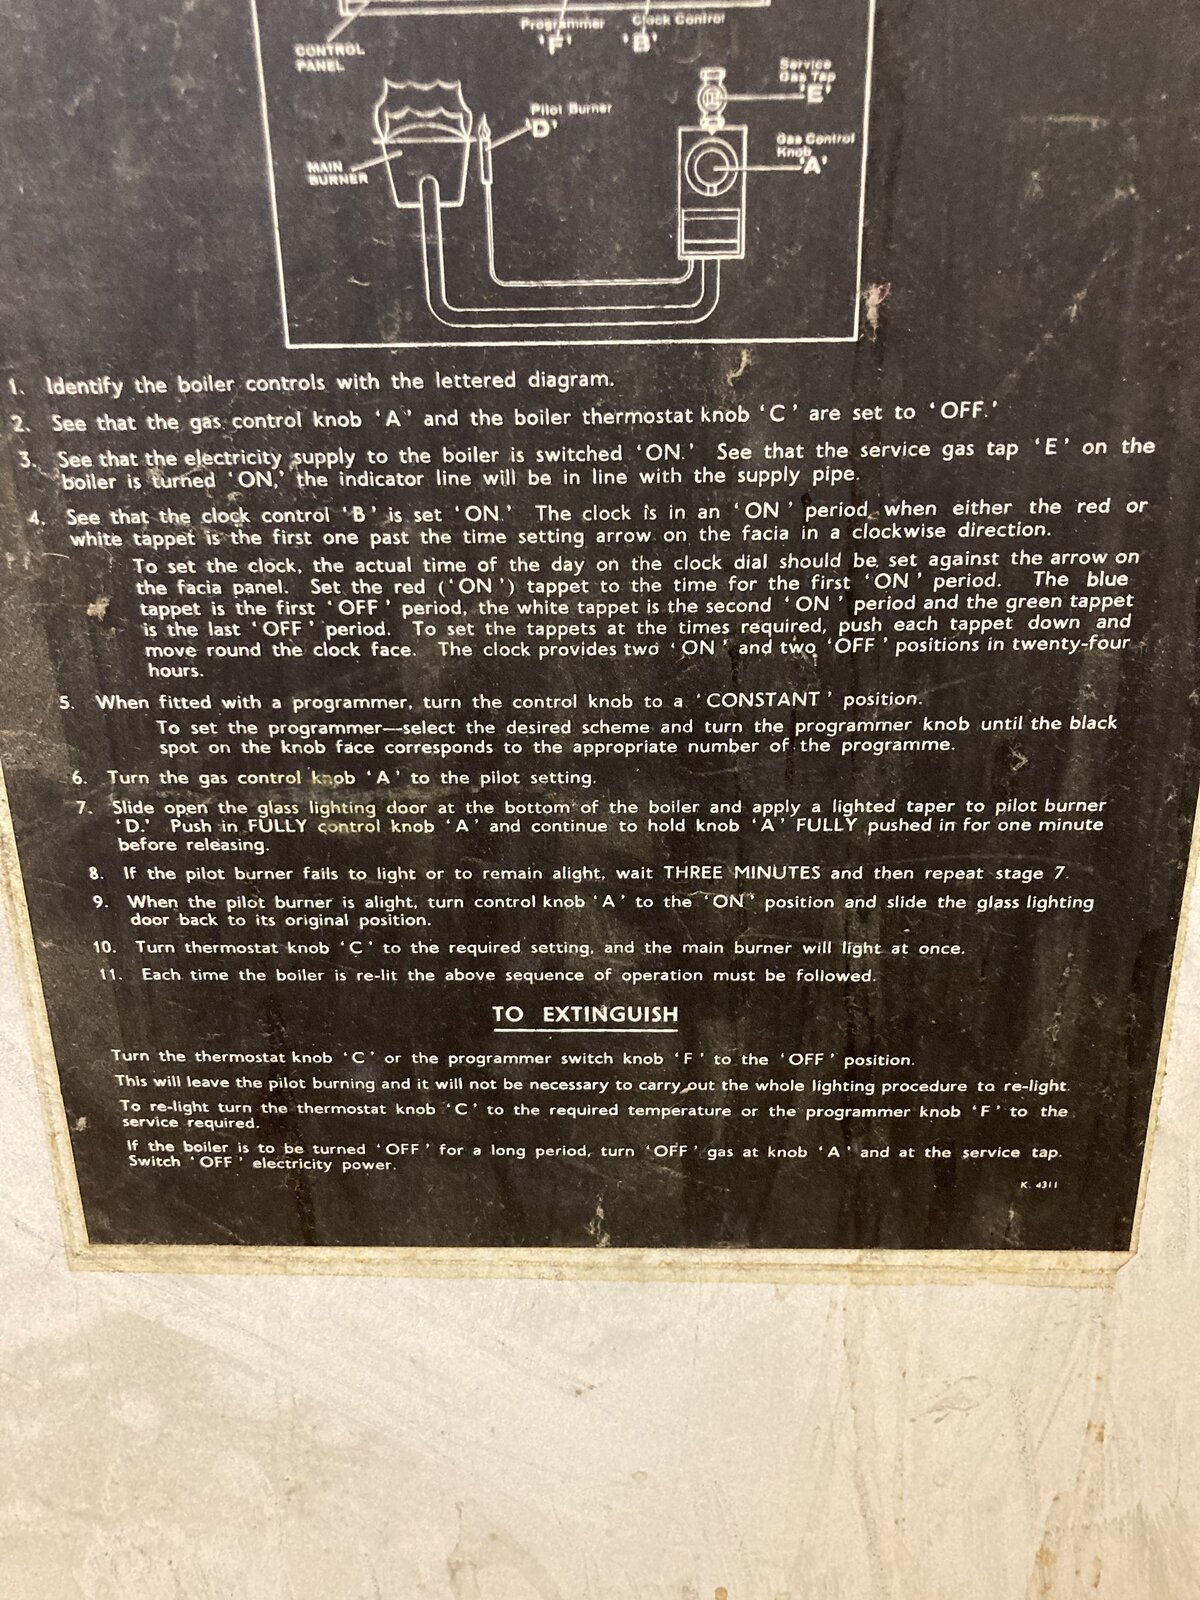 Programmer Clock Control
'F' 'B'
CONTROL
PANEL
Service
Gas Tap
'E'
Pilot Burner
'D'
Gas Control
Knob
'A'
MAIN
BURNER
1. Identify the boiler controls with the lettered diagram.
2. See that the gas control knob 'A' and the boiler thermostat knob 'C' are set to 'OFF.'
3. See that the electricity supply to the boiler is switched 'ON.' See that the service gas tap 'E' on the
boiler is turned 'ON,' the indicator line will be in line with the supply pipe.
4. See that the clock control 'B' is set 'ON.' The clock is in an 'ON' period when either the red or
white tappet is the first one past the time setting arrow on the facia in a clockwise direction.
To set the clock, the actual time of the day on the clock dial should be set against the arrow on
the facia panel. Set the red ('ON') tappet to the time for the first 'ON' period. The blue
tappet is the first 'OFF' period, the white tappet is the second 'ON' period and the green tappet
is the last 'OFF' period. To set the tappets at the times required, push each tappet down and
move round the clock face. The clock provides two 'ON' and two 'OFF' positions in twenty-four
hours.
5. When fitted with a programmer, turn the control knob to a 'CONSTANT' position.
To set the programmer—select the desired scheme and turn the programmer knob until the black
spot on the knob face corresponds to the appropriate number of the programme.
6. Turn the gas control knob 'A' to the pilot setting.
7. Slide open the glass lighting door at the bottom of the boiler and apply a lighted taper to pilot burner
'D.' Push in FULLY control knob 'A' and continue to hold knob 'A' FULLY pushed in for one minute
before releasing.
8. If the pilot burner fails to light or to remain alight, wait THREE MINUTES and then repeat stage 7.
9. When the pilot burner is alight, turn control knob 'A' to the 'ON' position and slide the glass lighting
door back to its original position.
10. Turn thermostat knob 'C' to the required setting, and the main burner will light at once.
11. Each time the boiler is re-lit the above sequence of operation must be followed.
TO EXTINGUISH
Turn the thermostat knob 'C' or the programmer switch knob 'F' to the 'OFF' position.
This will leave the pilot burning and it will not be necessary to carry out the whole lighting procedure to re-light.
To re-light turn the thermostat knob 'C' to the required temperature or the programmer knob 'F' to the
service required.
If the boiler is to be turned 'OFF' for a long period, turn 'OFF' gas at knob 'A' and at the service tap.
Switch 'OFF' electricity power.
K. 4311